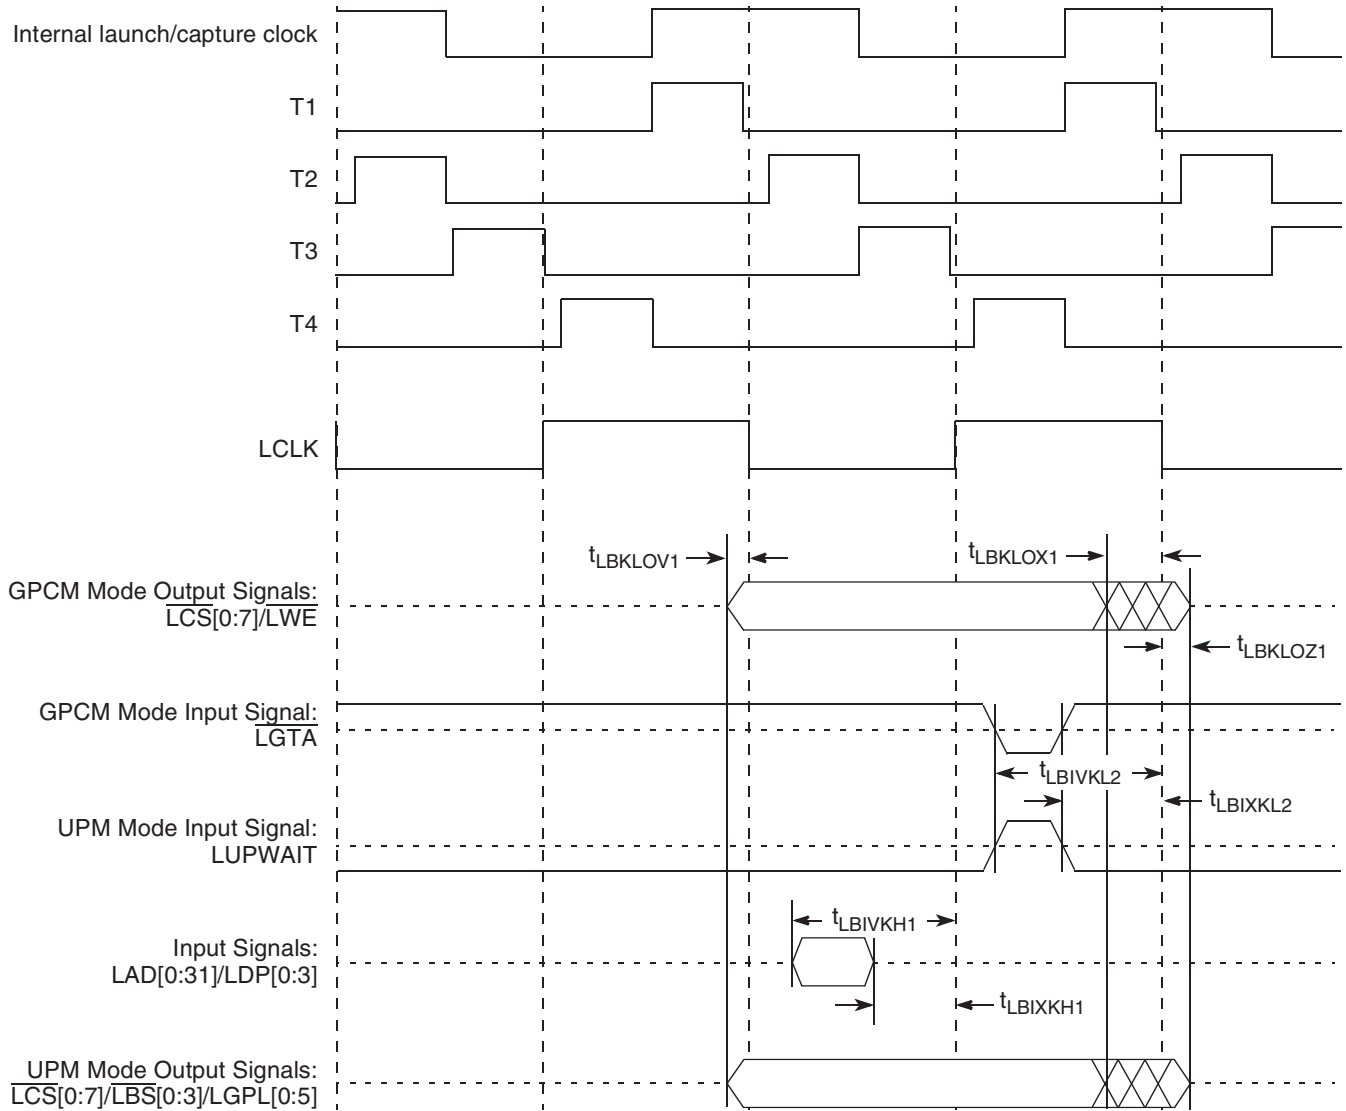 Internal launch/capture clock
T1
T2
T3
T4
LCLK
tLBKLOV1
tLBKLOX1
GPCM Mode Output Signals:
LCS[0:7]/LWE
tLBKLOZ1
GPCM Mode Input Signal:
LGTA
tLBIVKL2
tLBIXKL2
UPM Mode Input Signal:
LUPWAIT
tLBIVKH1
Input Signals:
LAD[0:31]/LDP[0:3]
tLBIXKH1
UPM Mode Output Signals:
LCS[0:7]/LBS[0:3]/LGPL[0:5]